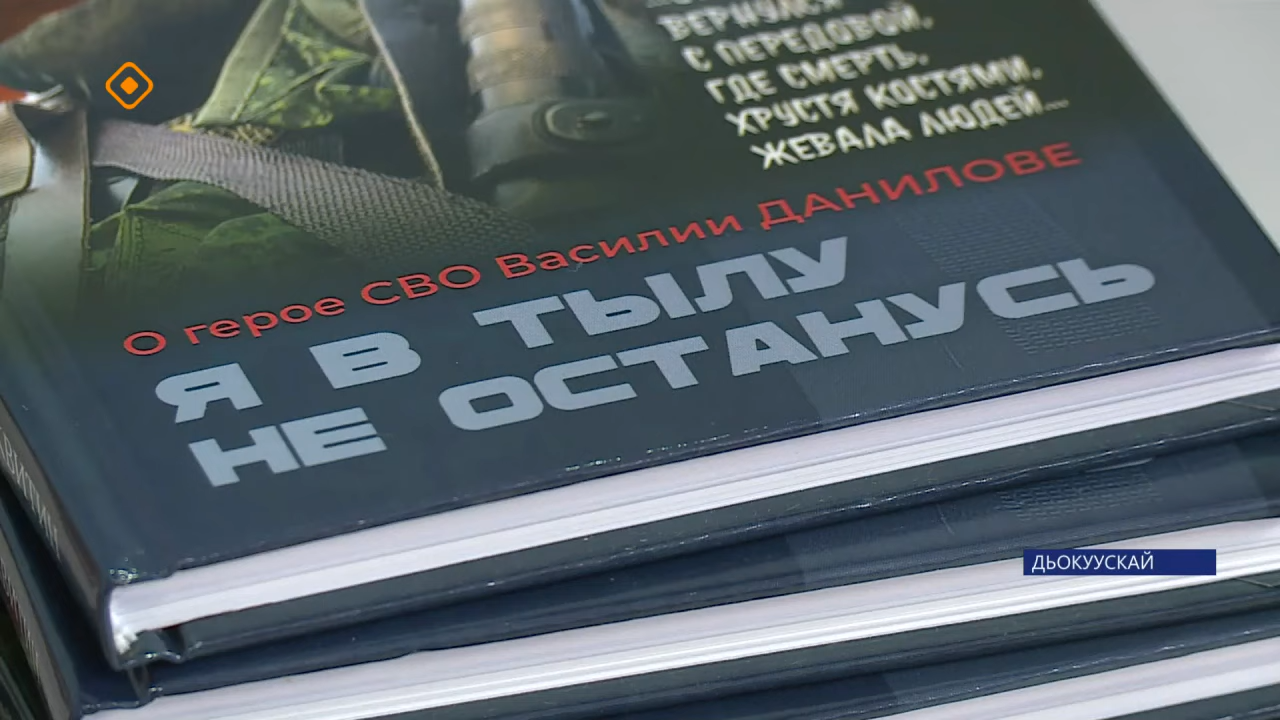 ВЕРНУЛСЯ
С ПЕРЕДОВОЙ,
ГДЕ СМЕРТЬ,
ХРУСТЯ КОСТЯМИ,
ЖЕВАЛА ЛЮДЕЙ...
О герое СВО Василии ДАНИЛОВЕ
Я В ТЫЛУ
НЕ ОСТАНУСЬ
ДЬОКУУСКАЙ